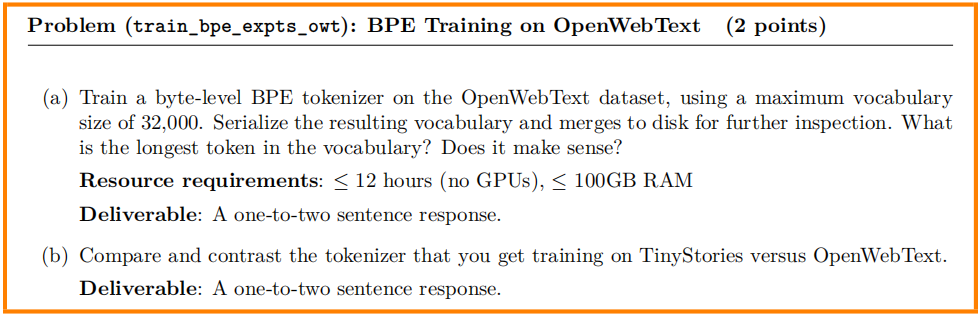 Problem (train_bpe_expts_owt): BPE Training on OpenWebText (2 points)
(a) Train a byte-level BPE tokenizer on the OpenWebText dataset, using a maximum vocabulary
size of 32,000. Serialize the resulting vocabulary and merges to disk for further inspection. What
is the longest token in the vocabulary? Does it make sense?
Resource requirements: ≤ 12 hours (no GPUs), ≤ 100GB RAM
Deliverable: A one-to-two sentence response.
(b) Compare and contrast the tokenizer that you get training on TinyStories versus OpenWebText.
Deliverable: A one-to-two sentence response.